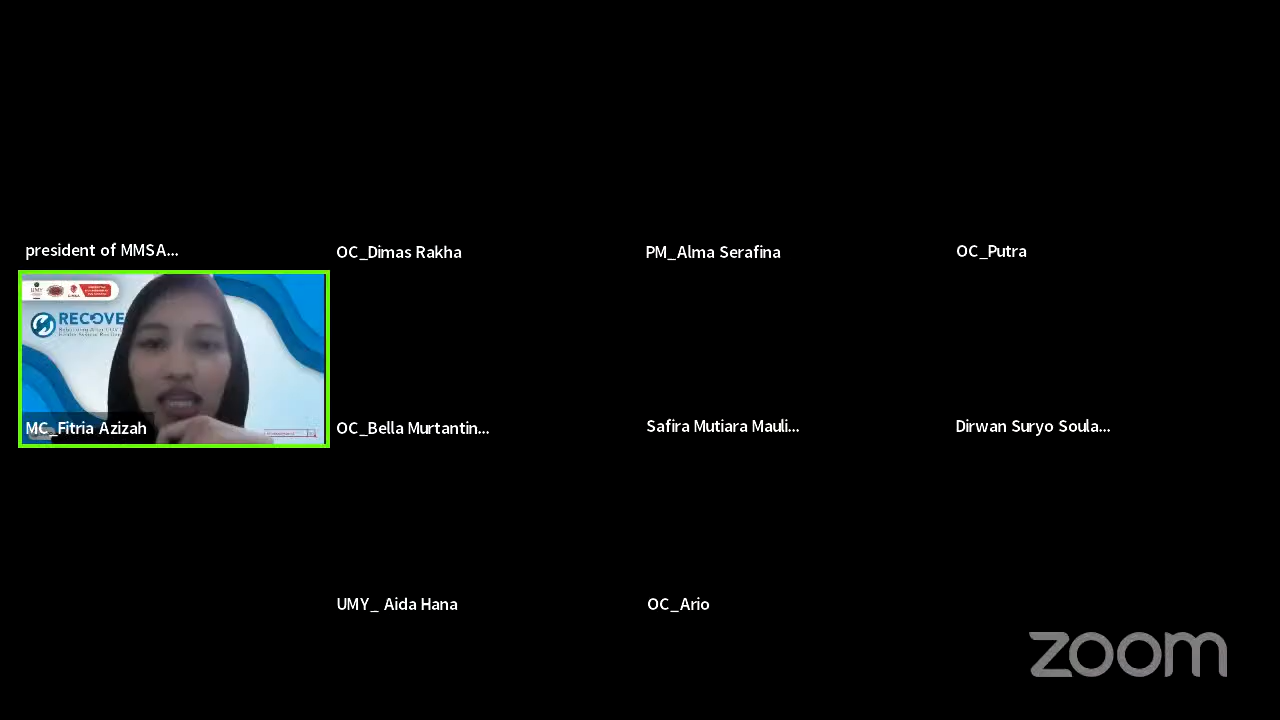 president of MMSA...
OC_Dimas Rakha
PM_Alma Serafina
OC_Putra
UMY
RECOVE
MC_Fitria Azizah
OC_Bella Murtantin...
Safira Mutiara Mauli...
Dirwan Suryo Soula...
UMY_ Aida Hana
OC_Ario
zoom